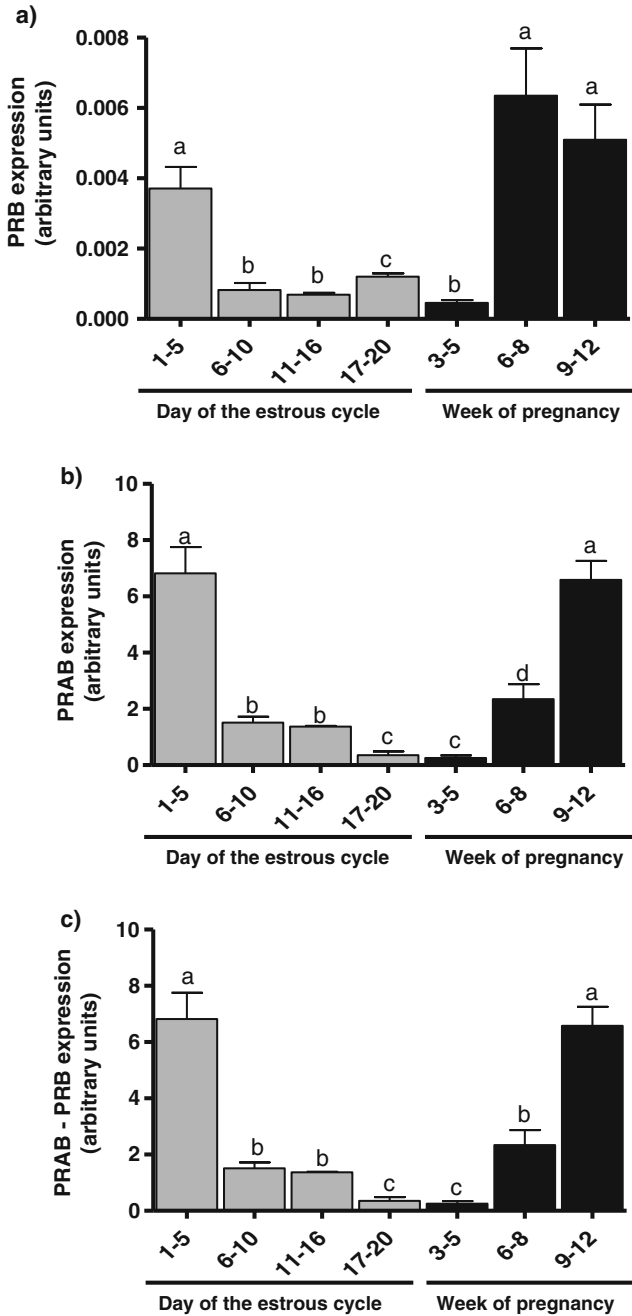 a)
PRB expression
(arbitrary units)
0.008
0.006
0.004
0.002
0.000
a
b
b
c
b
a
a
1-5
6-10
11-16
17-20
3-5
6-8
9-12
Day of the estrous cycle
Week of pregnancy
b)
PRAB expression
(arbitrary units)
10
8
6
4
2
0
a
b
b
c
c
d
a
1-5
6-10
11-16
17-20
3-5
6-8
9-12
Day of the estrous cycle
Week of pregnancy
c)
PRAB - PRB expression
(arbitrary units)
10
8
6
4
2
0
a
b
b
c
c
b
a
1-5
6-10
11-16
17-20
3-5
6-8
9-12
Day of the estrous cycle
Week of pregnancy